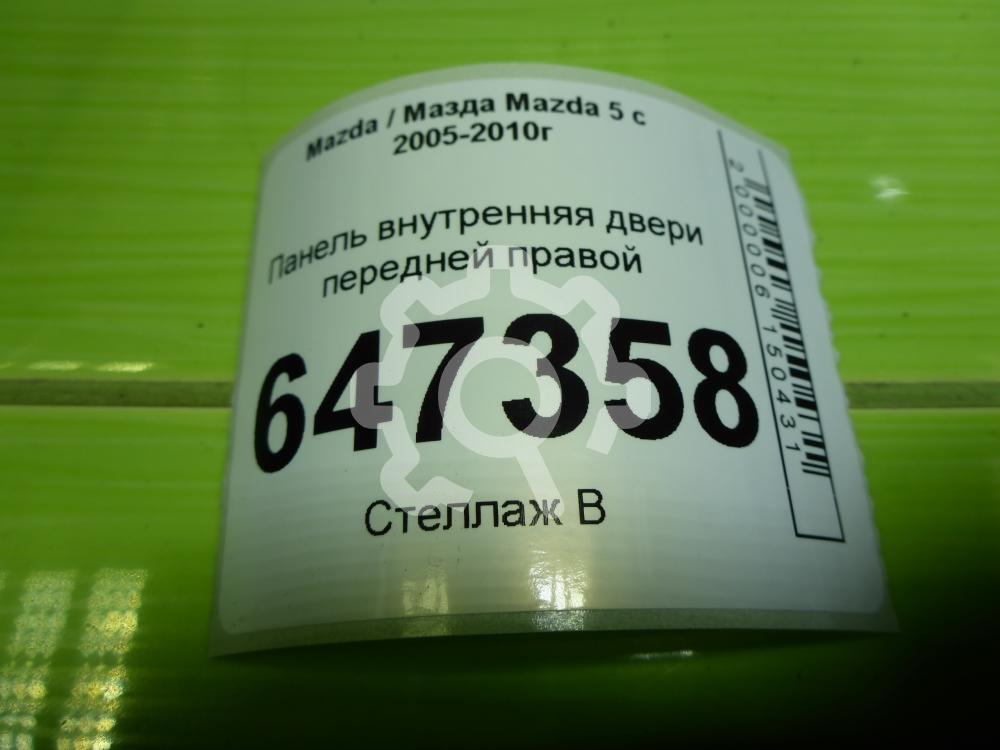 Mazda / Мазда Mazda 5 с
2005-2010г
Панель внутренняя двери
передней правой
647358
Стеллаж В
2000006150431